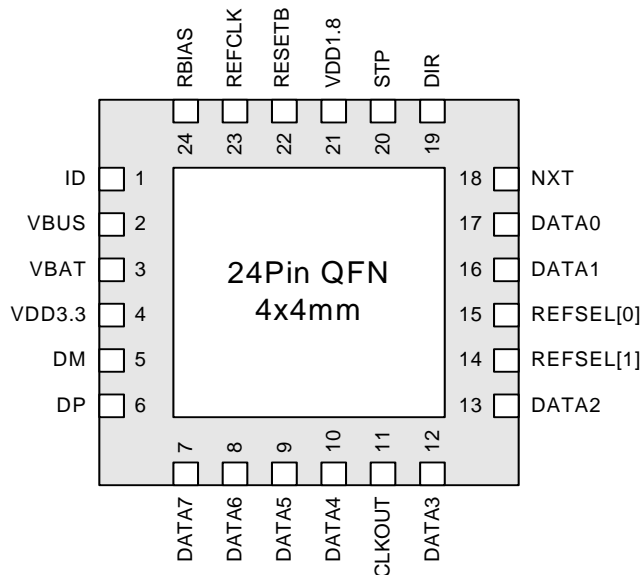 RBIAS
REFCLK
RESETB
VDD1.8
STP
DIR
24
23
22
21
20
19
ID 1
VBUS 2
VBAT 3
VDD3.3 4
DM 5
DP 6
24Pin QFN
4x4mm
18 NXT
17 DATA0
16 DATA1
15 REFSEL[0]
14 REFSEL[1]
13 DATA2
7
8
9
10
11
12
DATA7
DATA6
DATA5
DATA4
CLKOUT
DATA3